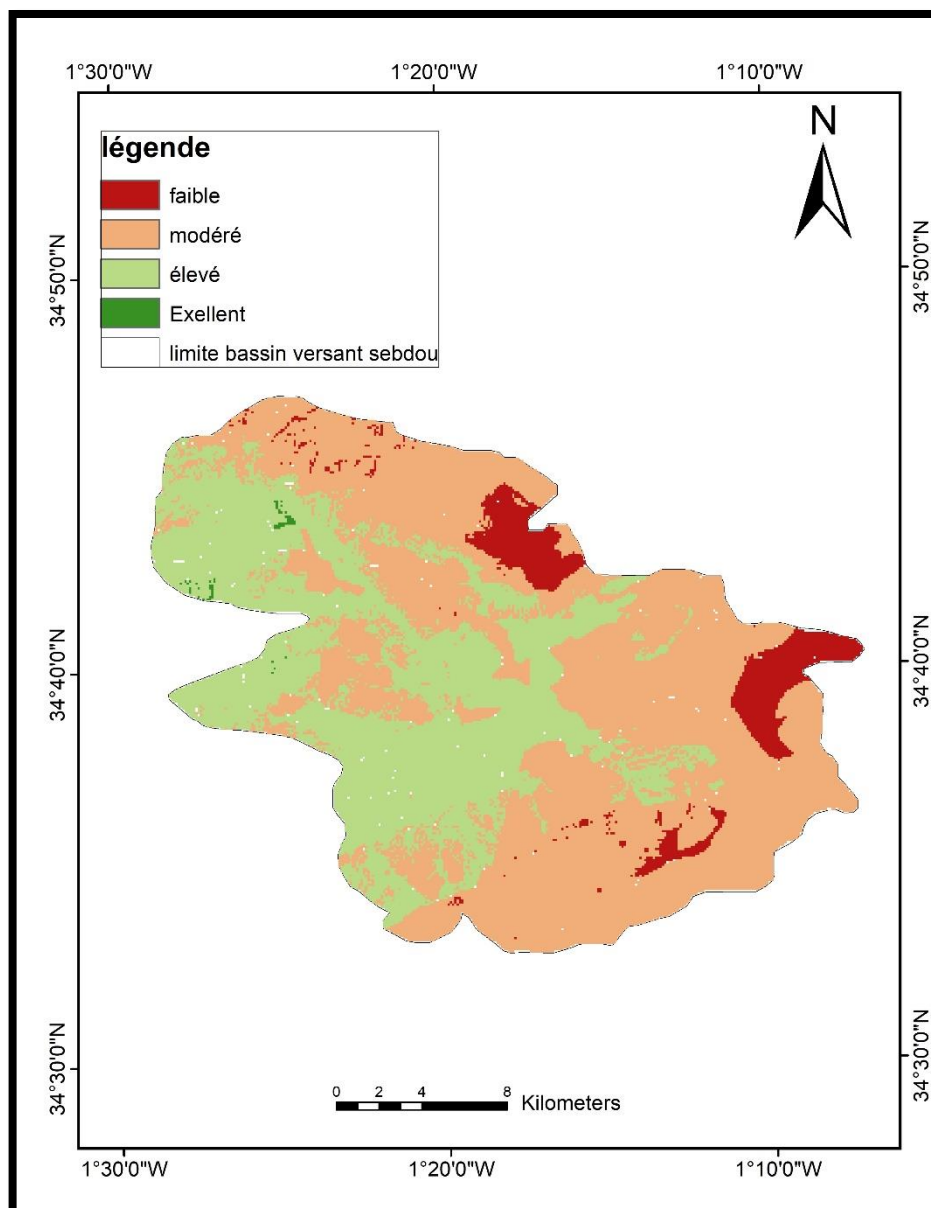 1°30'0"W 1°20'0"W 1°10'0"W
N
légende
faible
modéré
élevé
Exellent
limite bassin versant sebdou
34°50'0"N 34°50'0"N
34°40'0"N 34°40'0"N
34°30'0"N 34°30'0"N
0 2 4 8
Kilometers
1°30'0"W 1°20'0"W 1°10'0"W